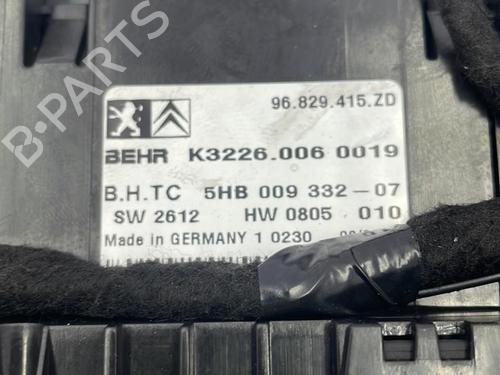 B-PARTS
96.829.415.ZD
BEHR K3226.006 0019
B.H.TC 5HB 009 332-07
SW 2612 HW 0805 010
Made in GERMANY 1 0230